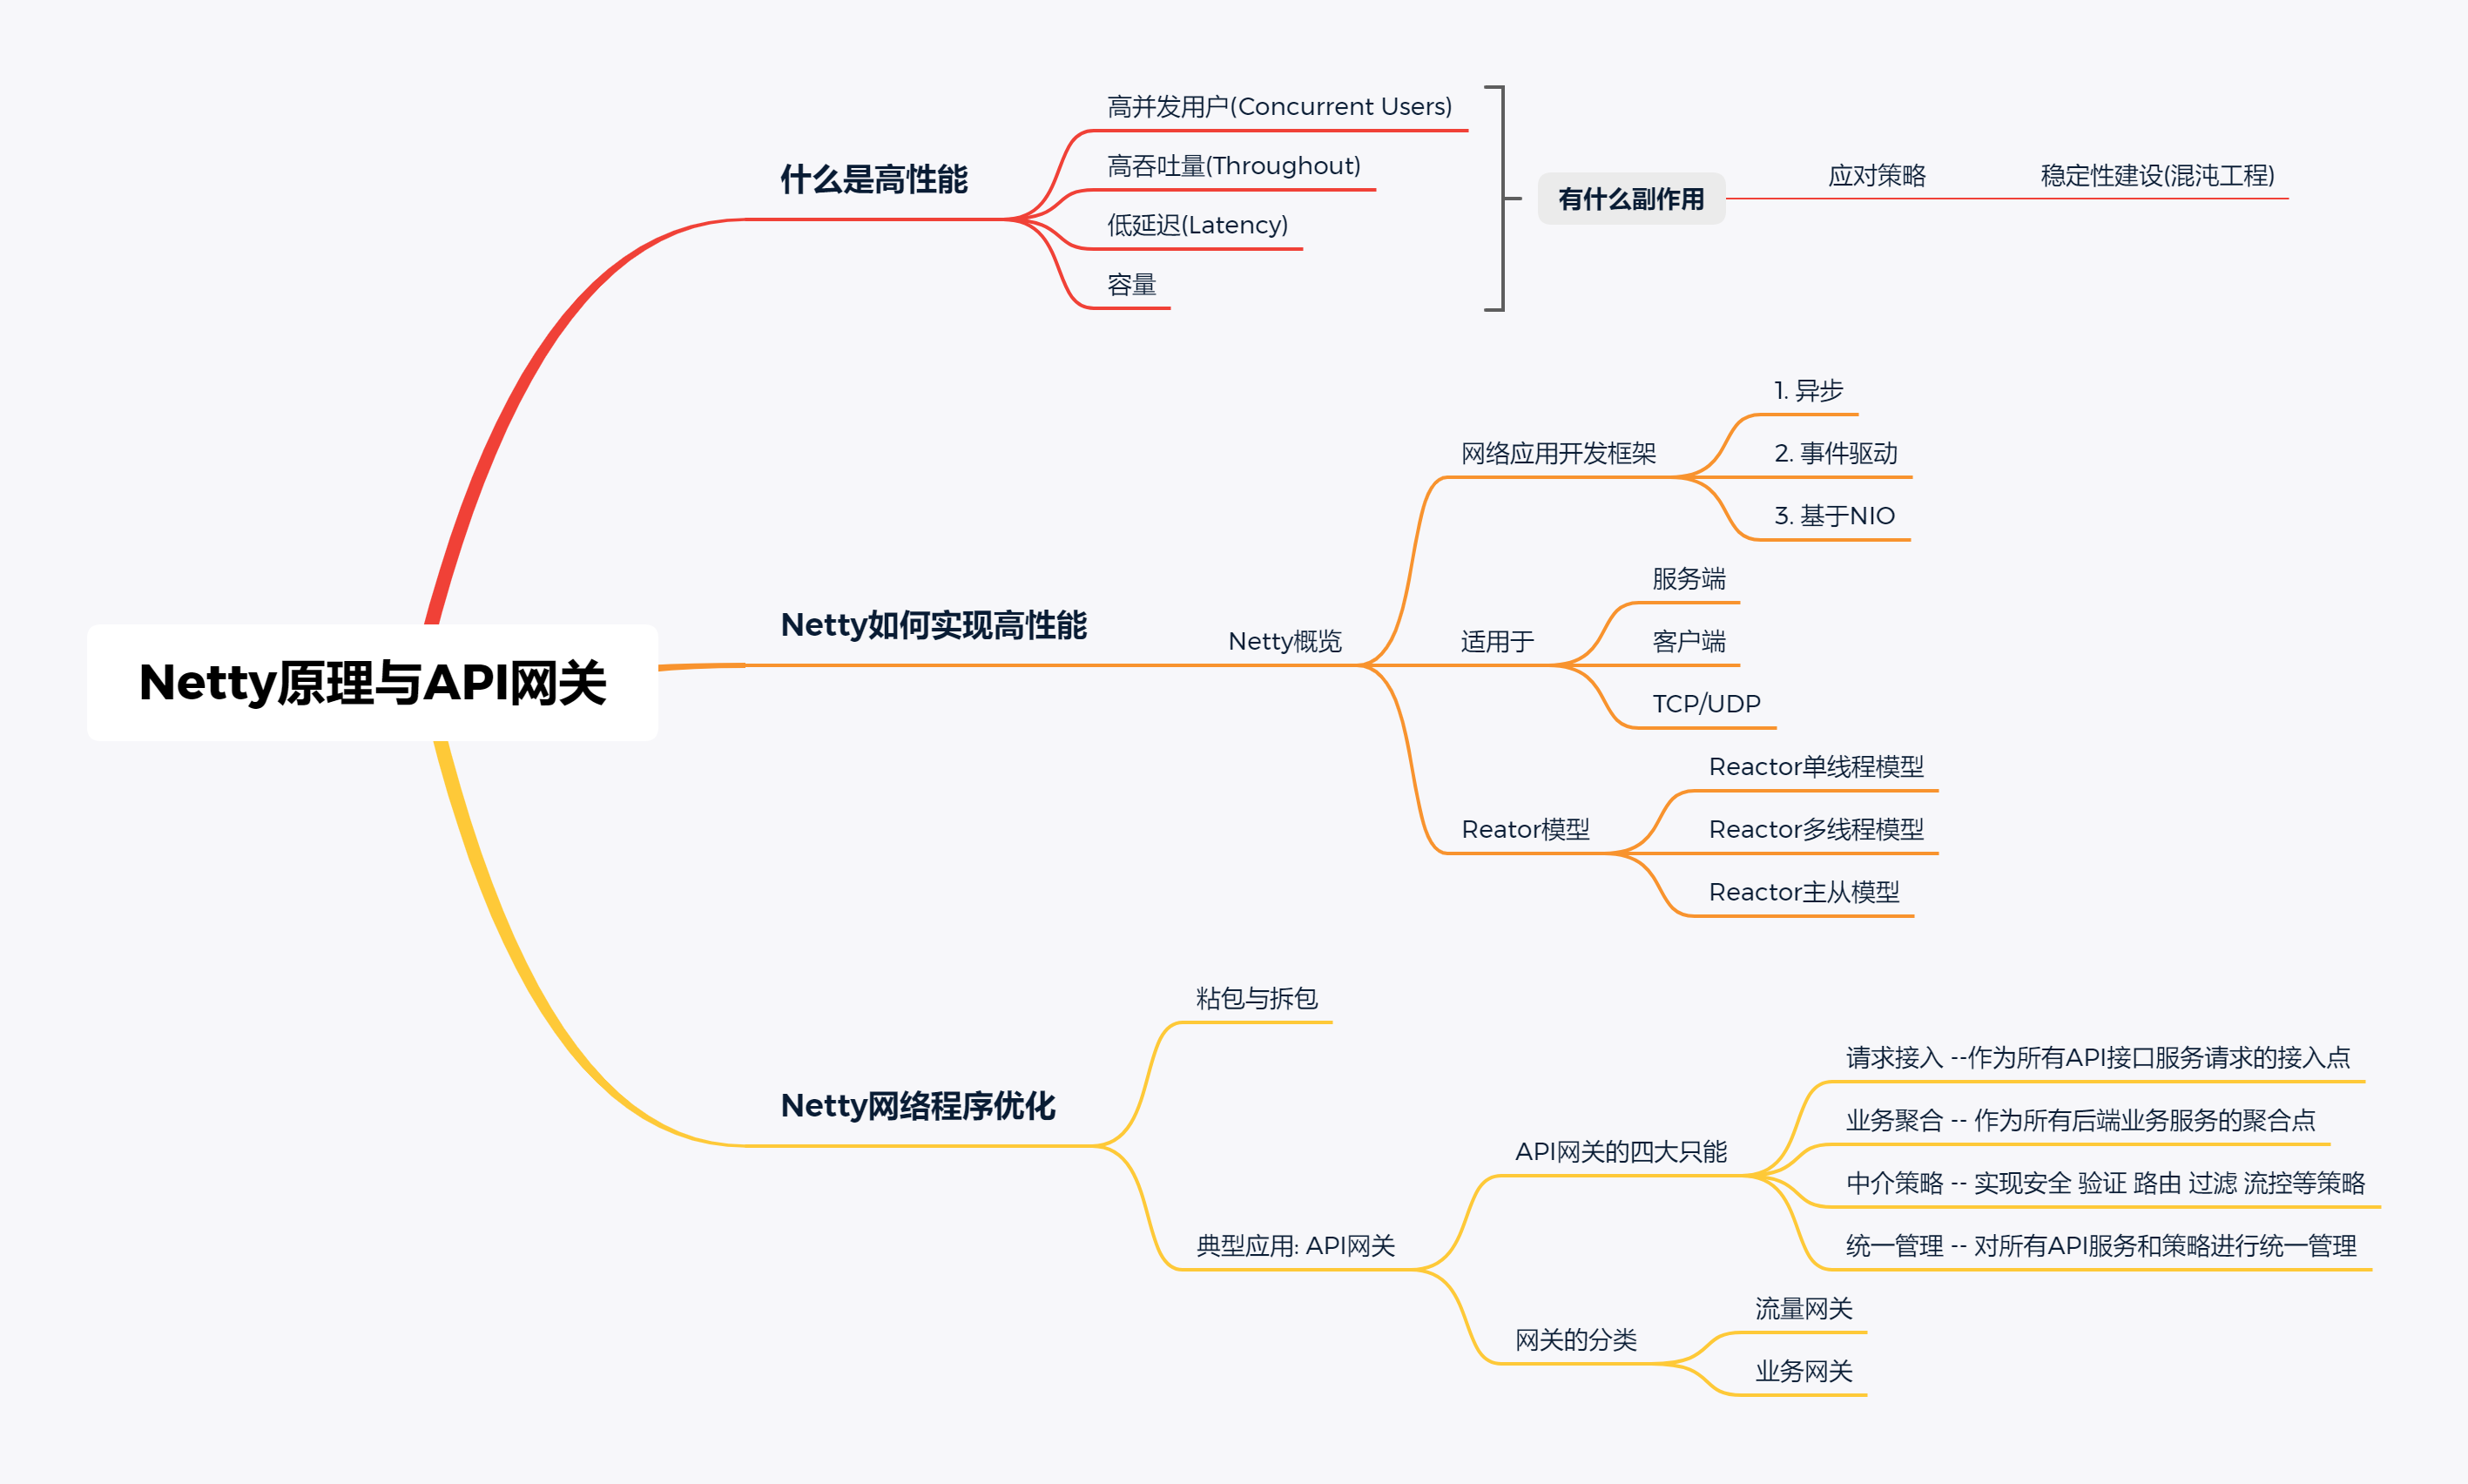 Netty原理与API网关
什么是高性能
高并发用户(Concurrent Users)
高吞吐量(Throughout)
低延迟(Latency)
容量
有什么副作用
应对策略
稳定性建设(混沌工程)
Netty如何实现高性能
Netty概览
网络应用开发框架
1. 异步
2. 事件驱动
3. 基于NIO
适用于
服务端
客户端
TCP/UDP
Reator模型
Reactor单线程模型
Reactor多线程模型
Reactor主从模型
Netty网络程序优化
粘包与拆包
典型应用: API网关
API网关的四大只能
请求接入 --作为所有API接口服务请求的接入点
业务聚合 -- 作为所有后端业务服务的聚合点
中介策略 -- 实现安全 验证 路由 过滤 流控等策略
统一管理 -- 对所有API服务和策略进行统一管理
网关的分类
流量网关
业务网关